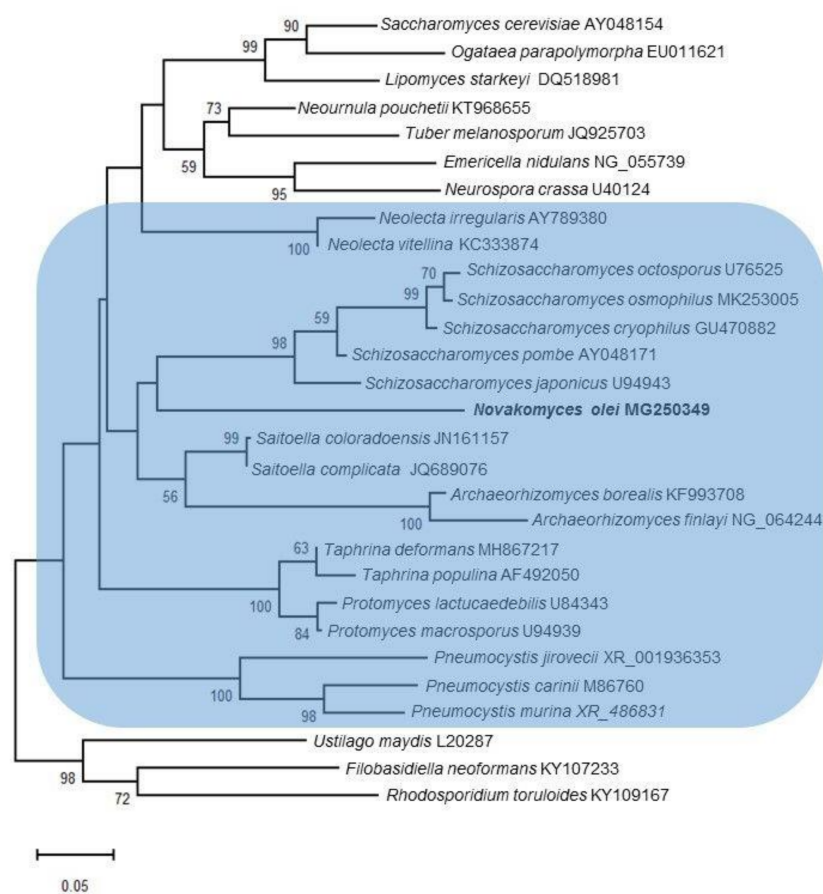 90
Saccharomyces cerevisiae AY048154
99
Ogataea parapolymorpha EU011621
Lipomyces starkeyi DQ518981
73
Neournula pouchetii KT968655
Tuber melanosporum JQ925703
59
Emericella nidulans NG_055739
95
Neurospora crassa U40124
Neolecta irregularis AY789380
100
Neolecta vitellina KC333874
70
Schizosaccharomyces octosporus U76525
99
Schizosaccharomyces osmophilus MK253005
59
Schizosaccharomyces cryophilus GU470882
98
Schizosaccharomyces pombe AY048171
Schizosaccharomyces japonicus U94943
Novakomyces olei MG250349
99
Saitoella coloradoensis JN161157
Saitoella complicata JQ689076
56
Archaeorhizomyces borealis KF993708
100
Archaeorhizomyces finlayi NG_064244
63
Taphrina deformans MH867217
Taphrina populina AF492050
100
Protomyces lactucaedebilis U84343
84
Protomyces macrosporus U94939
Pneumocystis jirovecii XR_001936353
100
Pneumocystis carinii M86760
98
Pneumocystis murina XR_486831
Ustilago maydis L20287
98
Filobasidiella neoformans KY107233
72
Rhodosporidium toruloides KY109167
0.05